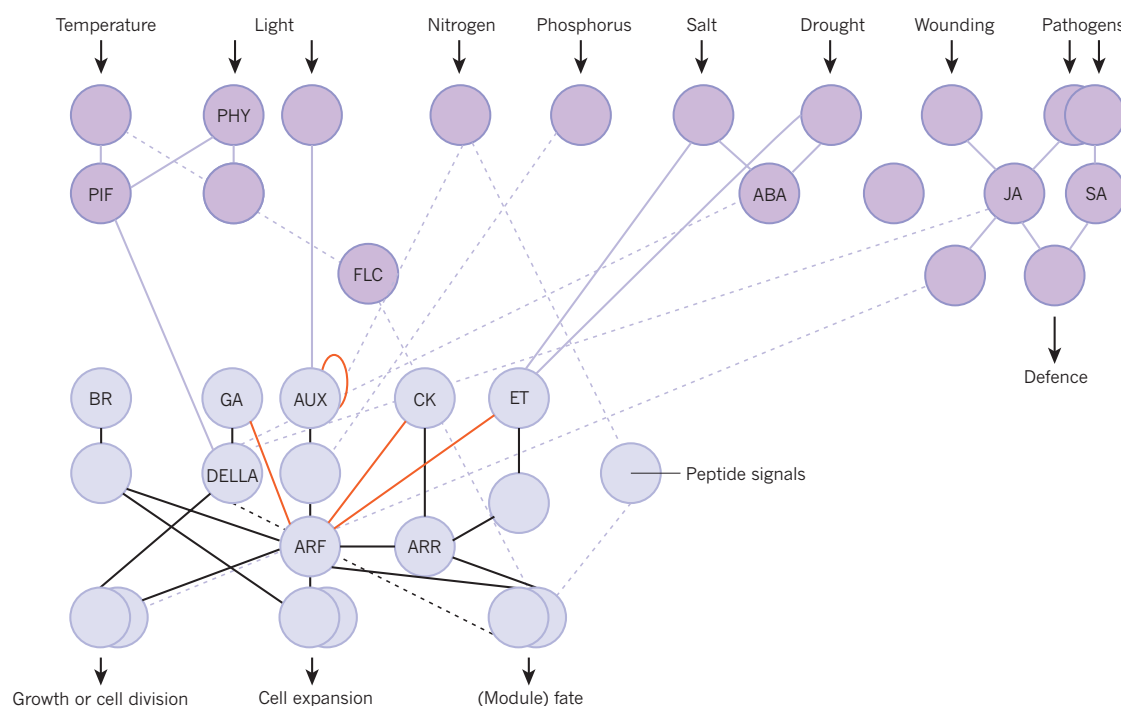 Temperature
Light
Nitrogen
Phosphorus
Salt
Drought
Wounding
Pathogens
PHY
PIF
ABA
JA
SA
FLC
Defence
BR
GA
AUX
CK
ET
DELLA
Peptide signals
ARF
ARR
Growth or cell division
Cell expansion
(Module) fate